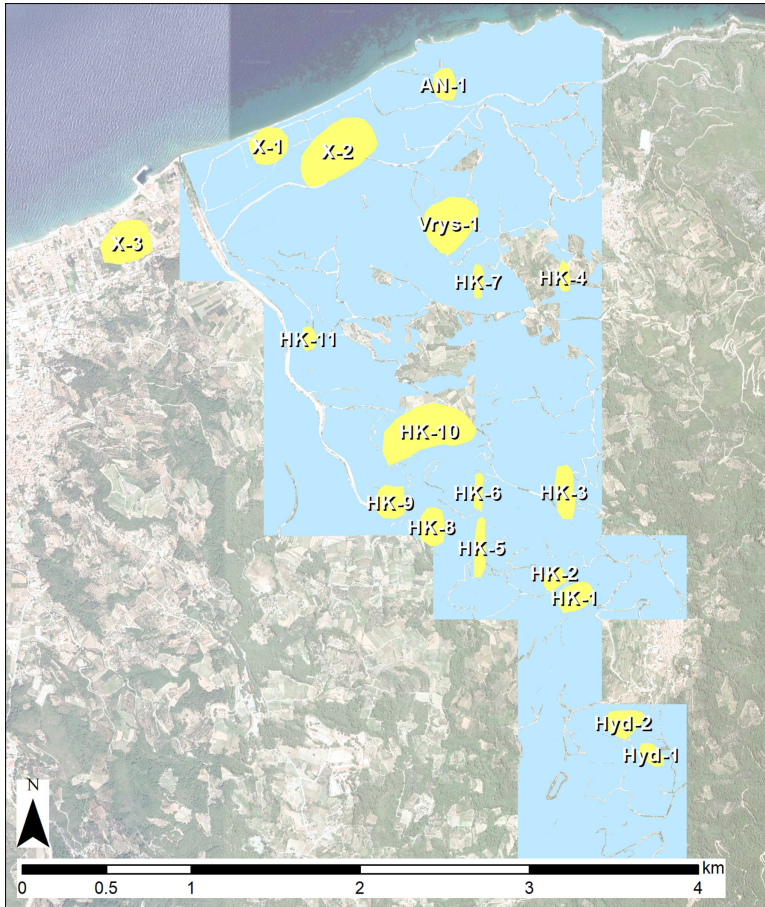 AN-1
X-1
X-2
Vrys-1
X-3
HK-7
HK-4
HK-11
HK-10
HK-6
HK-3
HK-9
HK-8
HK-5
HK-2
HK-1
Hyd-2
Hyd-1
N
km
0 0.5 1 2 3 4